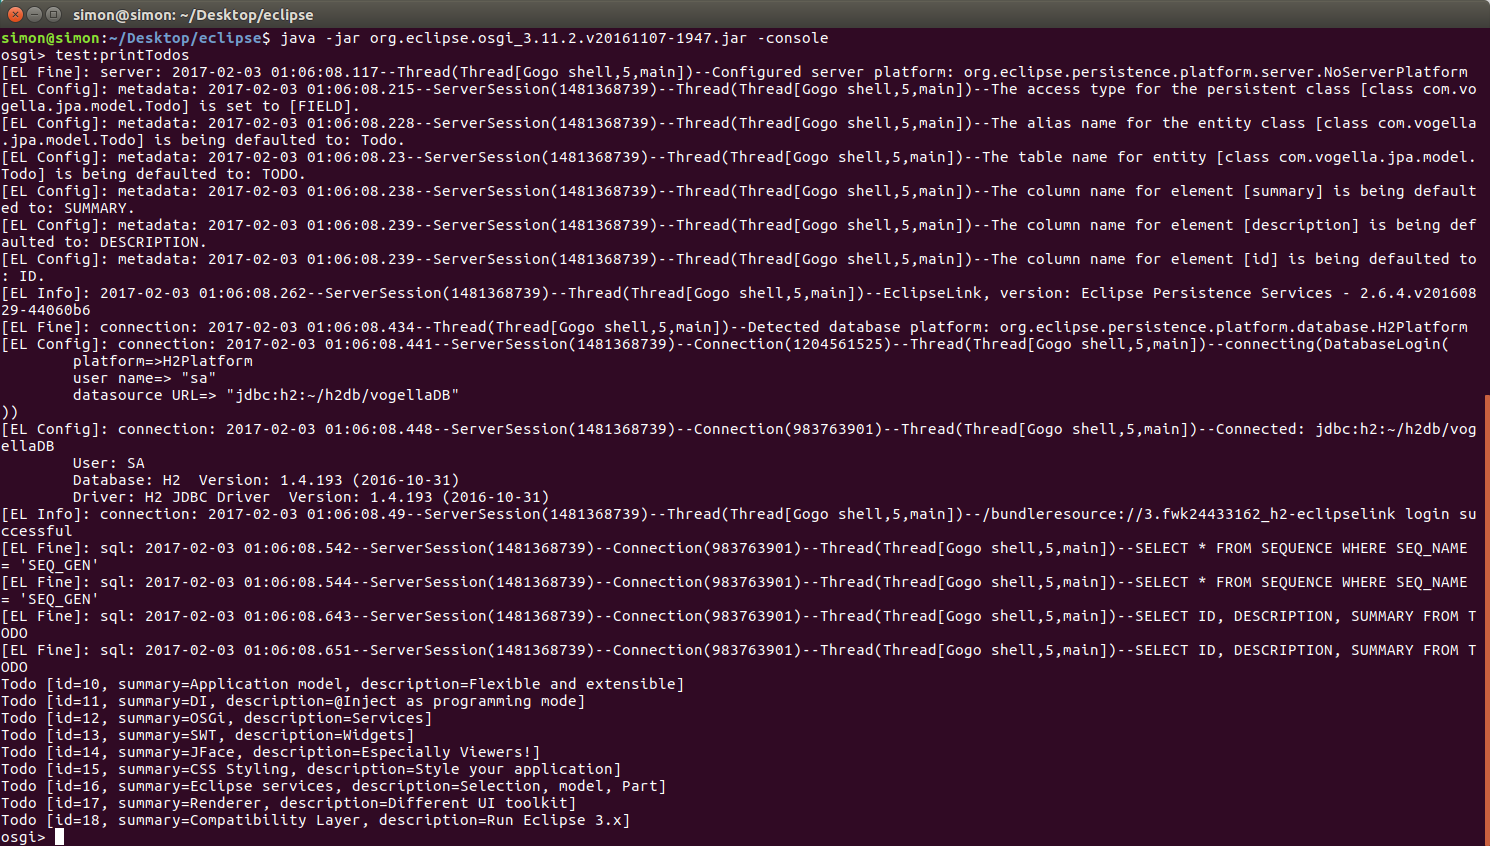 simon@simon: ~/Desktop/eclipse
simon@simon:~/Desktop/eclipse$ java -jar org.eclipse.osgi_3.11.2.v20161107-1947.jar -console
osgi> test:printTodos
[EL Fine]: server: 2017-02-03 01:06:08.117--Thread(Thread[Gogo shell,5,main])--Configured server platform: org.eclipse.persistence.platform.server.NoServerPlatform
[EL Config]: metadata: 2017-02-03 01:06:08.215--ServerSession(1481368739)--Thread(Thread[Gogo shell,5,main])--The access type for the persistent class [class com.vo
gella.jpa.model.Todo] is set to [FIELD].
[EL Config]: metadata: 2017-02-03 01:06:08.228--ServerSession(1481368739)--Thread(Thread[Gogo shell,5,main])--The alias name for the entity class [class com.vogella
.jpa.model.Todo] is being defaulted to: Todo.
[EL Config]: metadata: 2017-02-03 01:06:08.23--ServerSession(1481368739)--Thread(Thread[Gogo shell,5,main])--The table name for entity [class com.vogella.jpa.model.
Todo] is being defaulted to: TODO.
[EL Config]: metadata: 2017-02-03 01:06:08.238--ServerSession(1481368739)--Thread(Thread[Gogo shell,5,main])--The column name for element [summary] is being default
ed to: SUMMARY.
[EL Config]: metadata: 2017-02-03 01:06:08.239--ServerSession(1481368739)--Thread(Thread[Gogo shell,5,main])--The column name for element [description] is being def
aulted to: DESCRIPTION.
[EL Config]: metadata: 2017-02-03 01:06:08.239--ServerSession(1481368739)--Thread(Thread[Gogo shell,5,main])--The column name for element [id] is being defaulted to
: ID.
[EL Info]: 2017-02-03 01:06:08.262--ServerSession(1481368739)--Thread(Thread[Gogo shell,5,main])--EclipseLink, version: Eclipse Persistence Services - 2.6.4.v201608
29-44060b6
[EL Fine]: connection: 2017-02-03 01:06:08.434--Thread(Thread[Gogo shell,5,main])--Detected database platform: org.eclipse.persistence.platform.database.H2Platform
[EL Config]: connection: 2017-02-03 01:06:08.441--ServerSession(1481368739)--Connection(1204561525)--Thread(Thread[Gogo shell,5,main])--connecting(DatabaseLogin(
platform=>H2Platform
user name=> "sa"
datasource URL=> "jdbc:h2:~/h2db/vogellaDB"
))
[EL Config]: connection: 2017-02-03 01:06:08.448--ServerSession(1481368739)--Connection(983763901)--Thread(Thread[Gogo shell,5,main])--Connected: jdbc:h2:~/h2db/vog
ellaDB
User: SA
Database: H2  Version: 1.4.193 (2016-10-31)
Driver: H2 JDBC Driver  Version: 1.4.193 (2016-10-31)
[EL Info]: connection: 2017-02-03 01:06:08.49--ServerSession(1481368739)--Thread(Thread[Gogo shell,5,main])--/bundleresource://3.fwk24433162_h2-eclipselink login su
ccessful
[EL Fine]: sql: 2017-02-03 01:06:08.542--ServerSession(1481368739)--Connection(983763901)--Thread(Thread[Gogo shell,5,main])--SELECT * FROM SEQUENCE WHERE SEQ_NAME
= 'SEQ_GEN'
[EL Fine]: sql: 2017-02-03 01:06:08.544--ServerSession(1481368739)--Connection(983763901)--Thread(Thread[Gogo shell,5,main])--SELECT * FROM SEQUENCE WHERE SEQ_NAME
= 'SEQ_GEN'
[EL Fine]: sql: 2017-02-03 01:06:08.643--ServerSession(1481368739)--Connection(983763901)--Thread(Thread[Gogo shell,5,main])--SELECT ID, DESCRIPTION, SUMMARY FROM T
ODO
[EL Fine]: sql: 2017-02-03 01:06:08.651--ServerSession(1481368739)--Connection(983763901)--Thread(Thread[Gogo shell,5,main])--SELECT ID, DESCRIPTION, SUMMARY FROM T
ODO
Todo [id=10, summary=Application model, description=Flexible and extensible]
Todo [id=11, summary=DI, description=@Inject as programming mode]
Todo [id=12, summary=OSGi, description=Services]
Todo [id=13, summary=SWT, description=Widgets]
Todo [id=14, summary=JFace, description=Especially Viewers!]
Todo [id=15, summary=CSS Styling, description=Style your application]
Todo [id=16, summary=Eclipse services, description=Selection, model, Part]
Todo [id=17, summary=Renderer, description=Different UI toolkit]
Todo [id=18, summary=Compatibility Layer, description=Run Eclipse 3.x]
osgi>